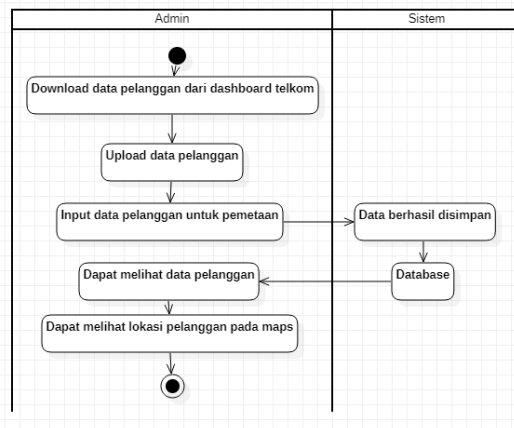 Admin
Sistem
Download data pelanggan dari dashboard telkom
Upload data pelanggan
Input data pelanggan untuk pemetaan
Data berhasil disimpan
Dapat melihat data pelanggan
Database
Dapat melihat lokasi pelanggan pada maps